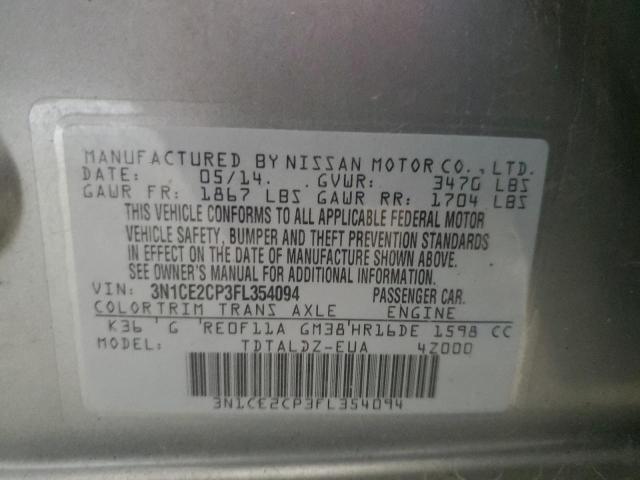 MANUFACTURED BY NISSAN MOTOR CO., LTD.
DATE: 05/14. GVWR: 3470 LBS
GAWR FR: 1867 LBS GAWR RR: 1704 LBS
THIS VEHICLE CONFORMS TO ALL APPLICABLE FEDERAL MOTOR
VEHICLE SAFETY, BUMPER AND THEFT PREVENTION STANDARDS
IN EFFECT ON THE DATE OF MANUFACTURE SHOWN ABOVE.
SEE OWNER'S MANUAL FOR ADDITIONAL INFORMATION.
VIN: 3N1CE2CP3FL354094 PASSENGER CAR.
COLOR TRIM TRANS AXLE ENGINE
K36 G RE0F11A GM38 HR16DE 1598 CC
MODEL: TDTALDZ-EUA 4Z000
3N1CE2CP3FL354094